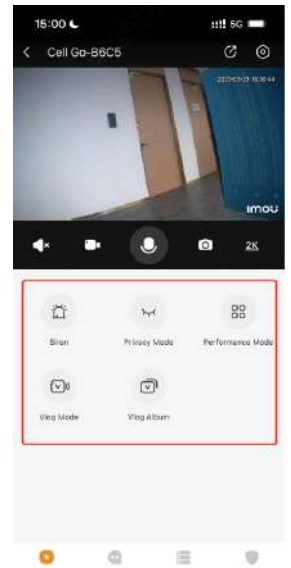 15:00 5G
Cell Go-B6C5
imou
2K
Siren Privacy Mode Performance Mode
Vlog Mode Vlog Album